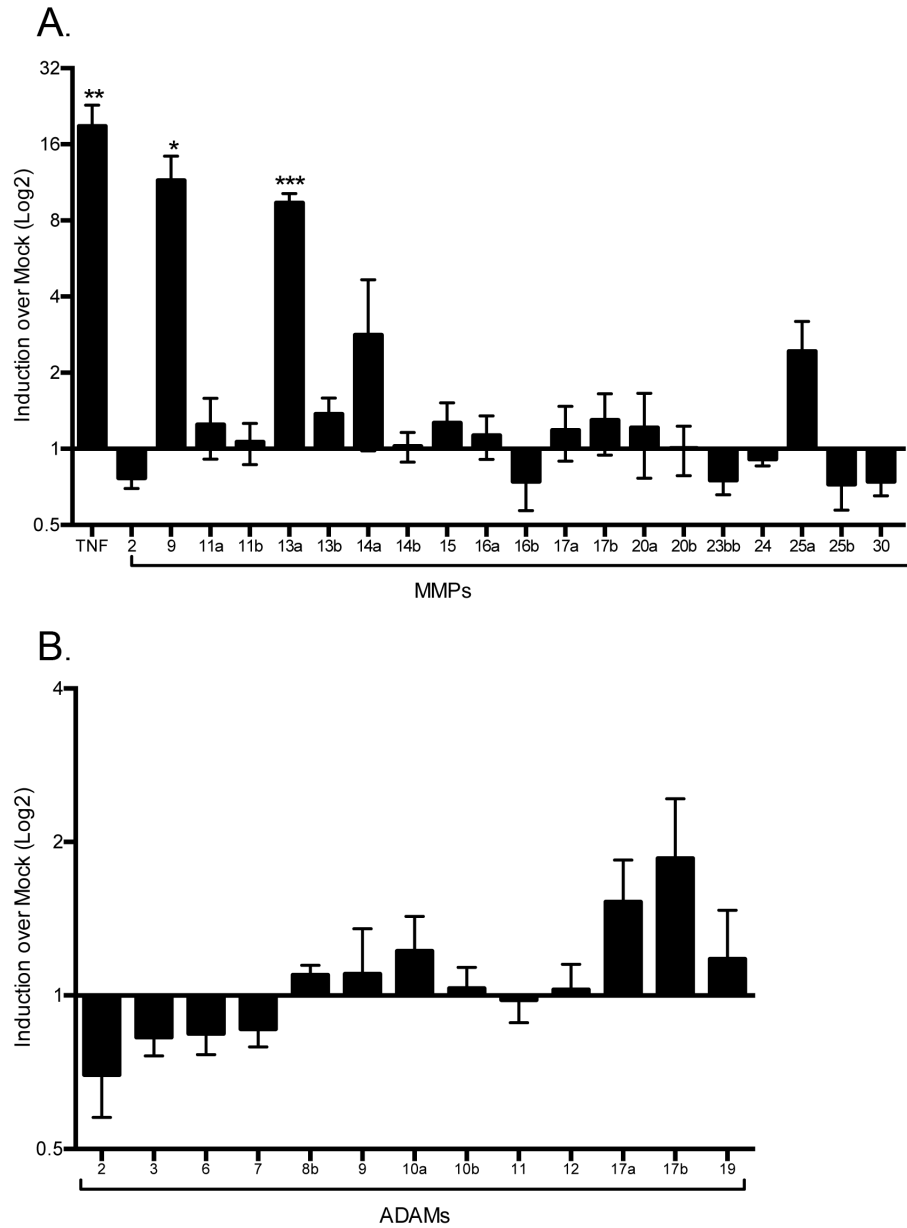 A.
Induction over Mock (Log2)
32
16
8
4
2
1
0.5
** * ***
TNF 2 9 11a 11b 13a 13b 14a 14b 15 16a 16b 17a 17b 20a 20b 23bb 24 25a 25b 30
MMPs
B.
Induction over Mock (Log2)
4
2
1
0.5
2 3 6 7 8b 9 10a 10b 11 12 17a 17b 19
ADAMs